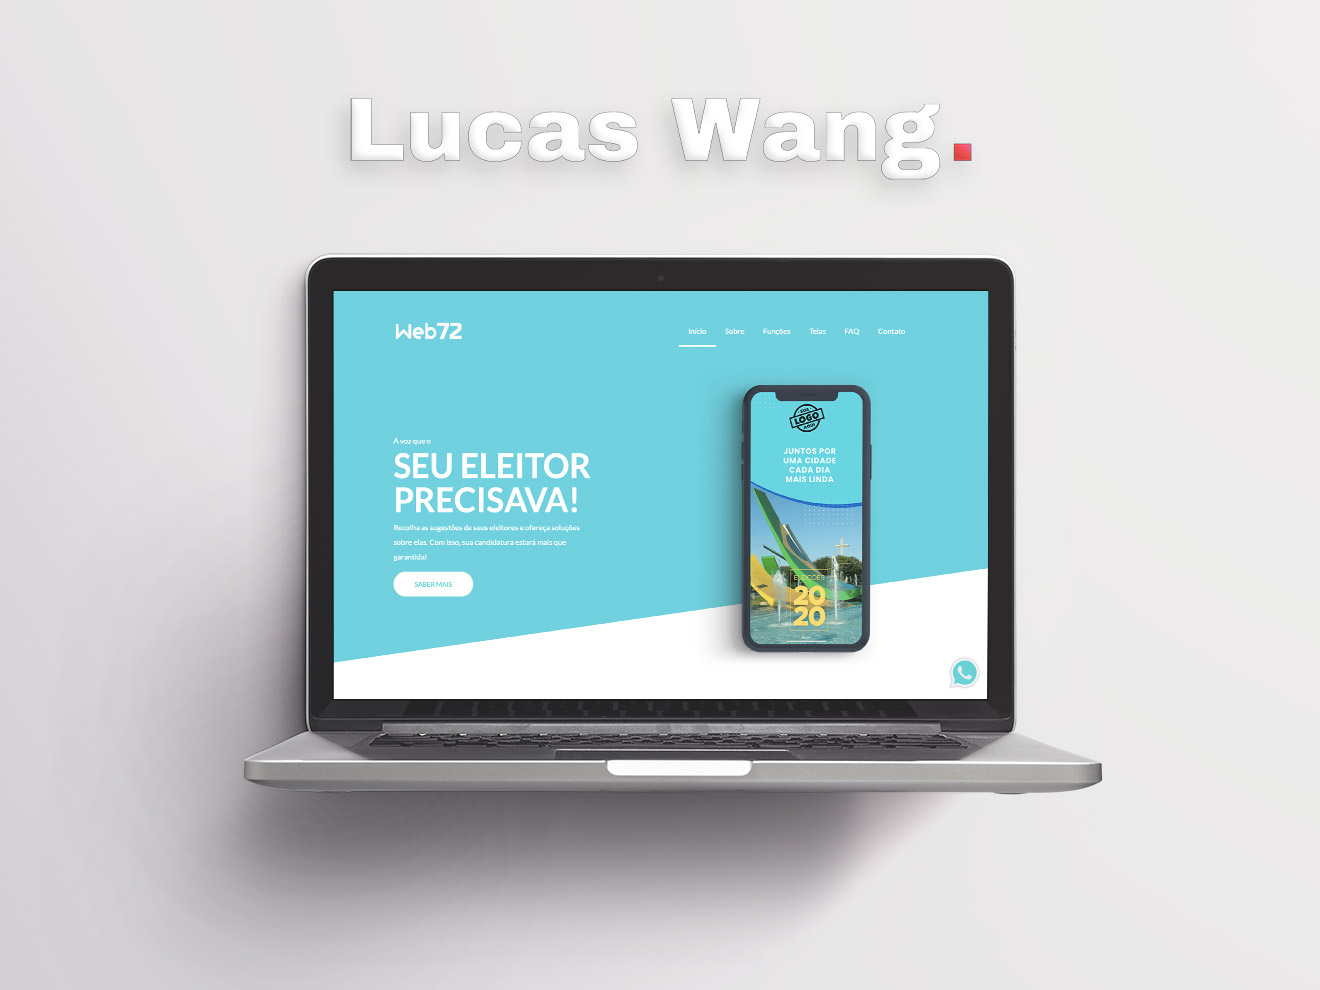 Lucas Wang.
Web72
Início Sobre Funções Telas FAQ Contato
A voz que o
SEU ELEITOR
PRECISAVA!
Recolha as sugestões de seus eleitores e ofereça soluções
sobre elas. Com isso, sua candidatura estará mais que
garantida!
SABER MAIS
LOGO
AQUI
JUNTOS POR
UMA CIDADE
CADA DIA
MAIS LINDA
ELEIÇÕES
20
20